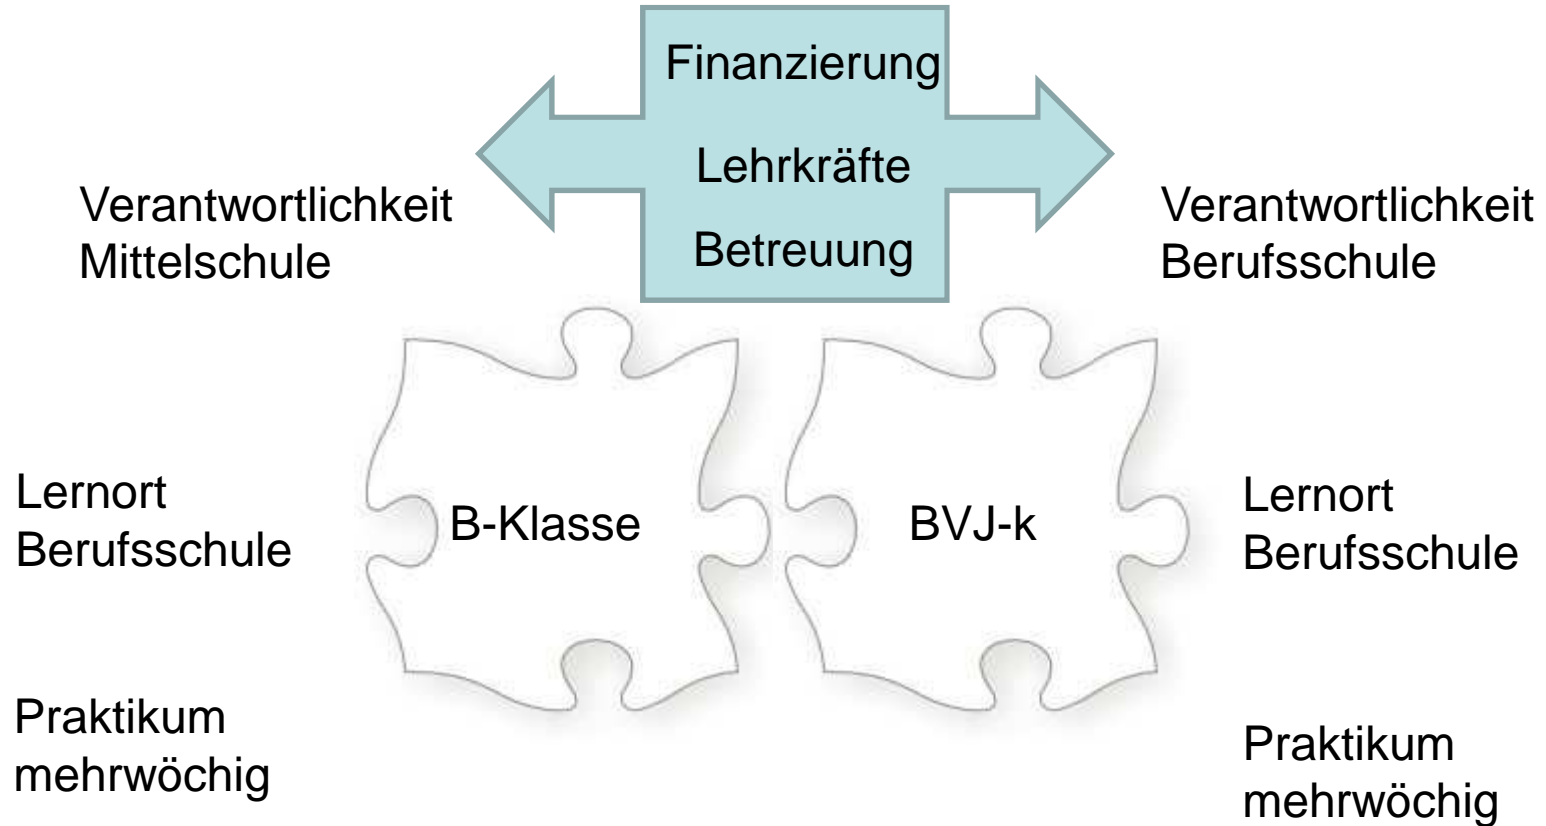 Finanzierung
Lehrkräfte
Betreuung
Verantwortlichkeit
Mittelschule
Verantwortlichkeit
Berufsschule
Lernort
Berufsschule
B-Klasse
BVJ-k
Lernort
Berufsschule
Praktikum
mehrwöchig
Praktikum
mehrwöchig